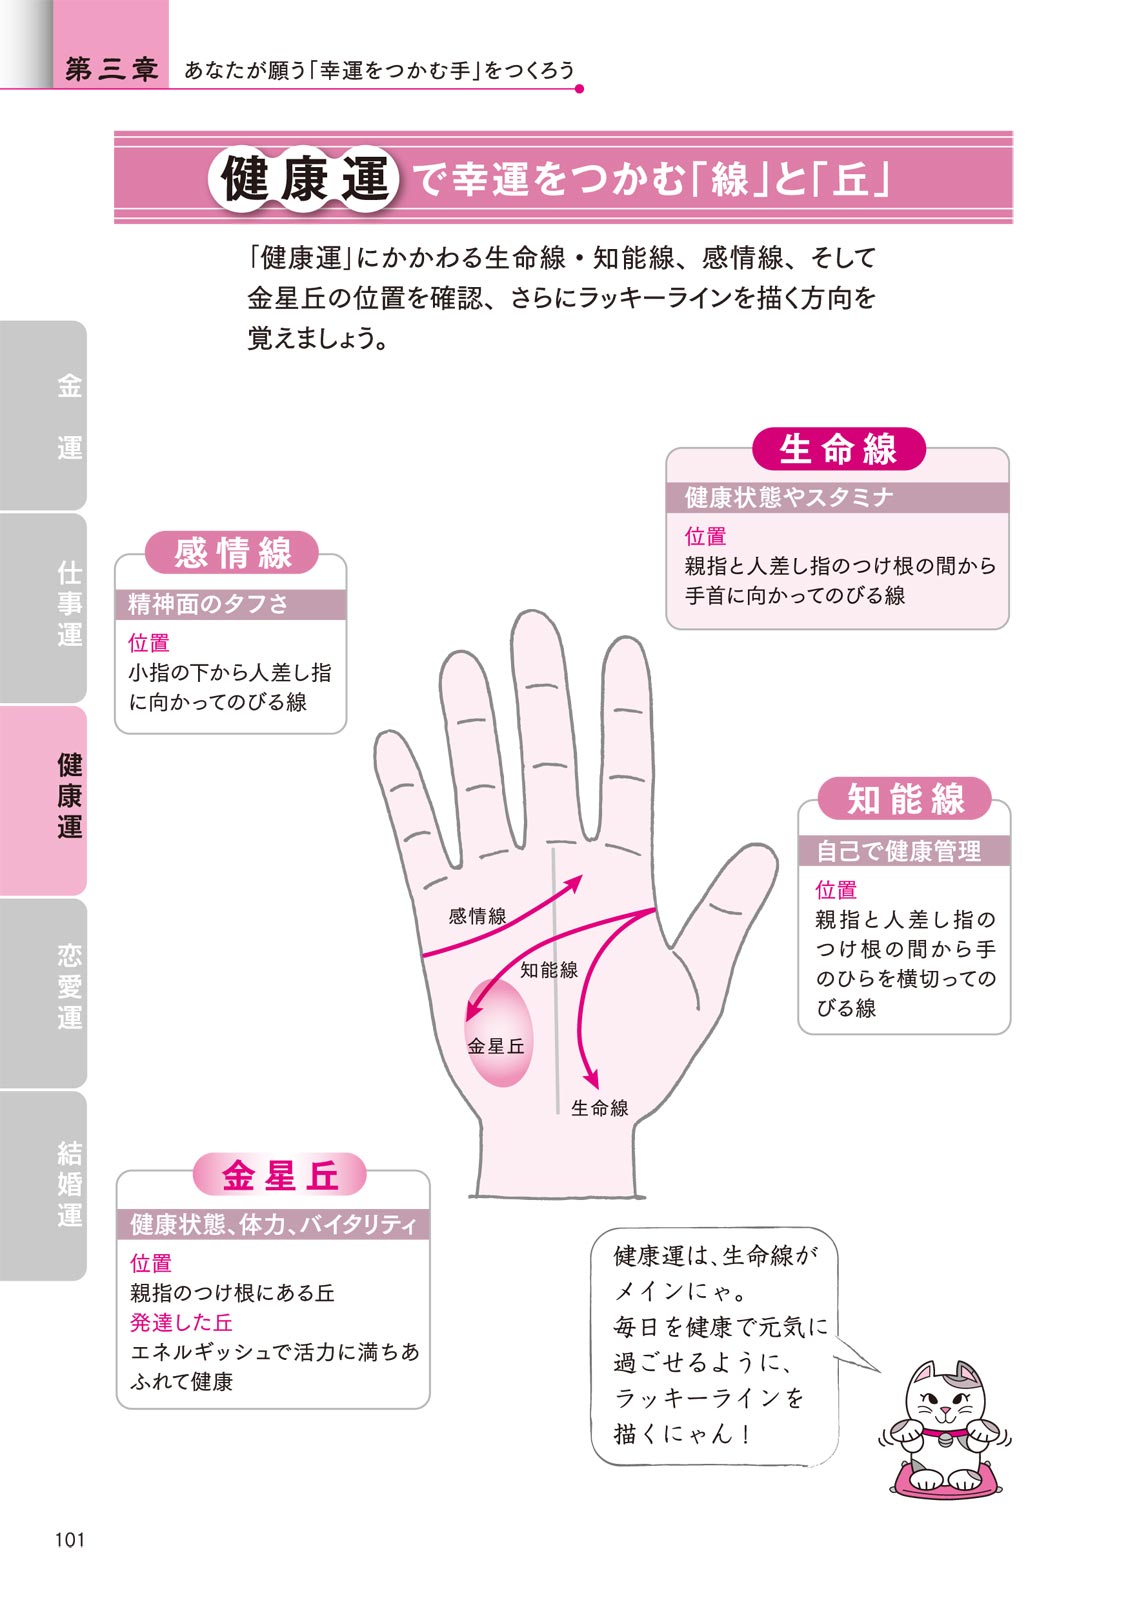 第三章 あなたが願う「幸運をつかむ手」をつくろう
健康運で幸運をつかむ「線」と「丘」
「健康運」にかかわる生命線・知能線、感情線、そして
金星丘の位置を確認、さらにラッキーラインを描く方向を
覚えましょう。
金運
仕事運
健康運
恋愛運
結婚運
生命線
健康状態やスタミナ
位置
親指と人差し指のつけ根の間から
手首に向かってのびる線
感情線
精神面のタフさ
位置
小指の下から人差し指
に向かってのびる線
知能線
自己で健康管理
位置
親指と人差し指の
つけ根の間から手
のひらを横切っての
びる線
感情線
知能線
金星丘
生命線
金星丘
健康状態、体力、バイタリティ
位置
親指のつけ根にある丘
発達した丘
エネルギッシュで活力に満ちあ
ふれて健康
健康運は、生命線が
メインにゃ。
毎日を健康で元気に
過ごせるように、
ラッキーラインを
描くにゃん！
101